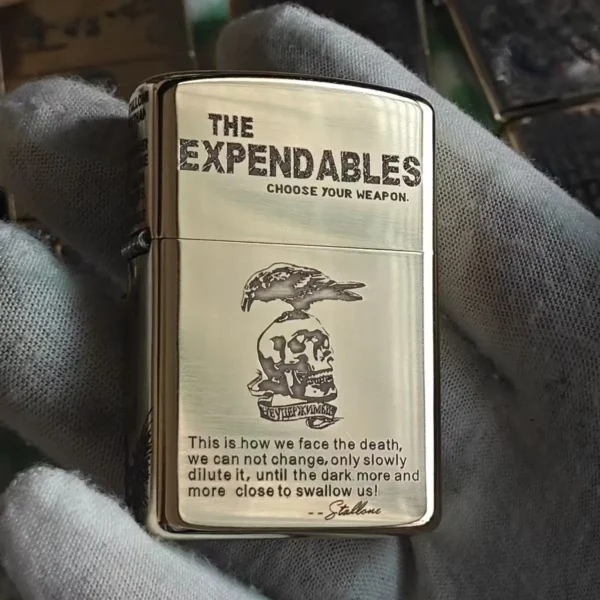 THE
EXPENDABLES
CHOOSE YOUR WEAPON.
НЕУДЕРЖИМЫЕ
This is how we face the death,
we can not change, only slowly
dilute it, until the dark more and
more close to swallow us!
--Stallone